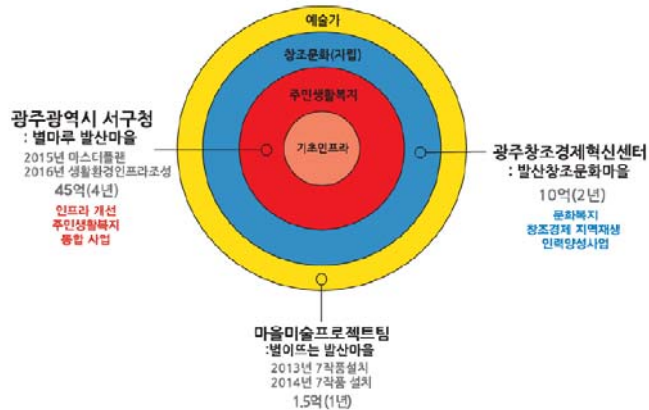 예술가
창조문화(자립)
주민생활복지
기초인프라
광주광역시 서구청
: 별마루 발산마을
2015년 마스터플랜
2016년 생활환경인프라조성
45억(4년)
인프라 개선
주민생활복지
통합 사업
광주창조경제혁신센터
: 발산창조문화마을
10억(2년)
문화복지
창조경제 지역재생
인력양성사업
마을미술프로젝트팀
:별이뜨는 발산마을
2013년 7작품설치
2014년 7작품 설치
1.5억(1년)